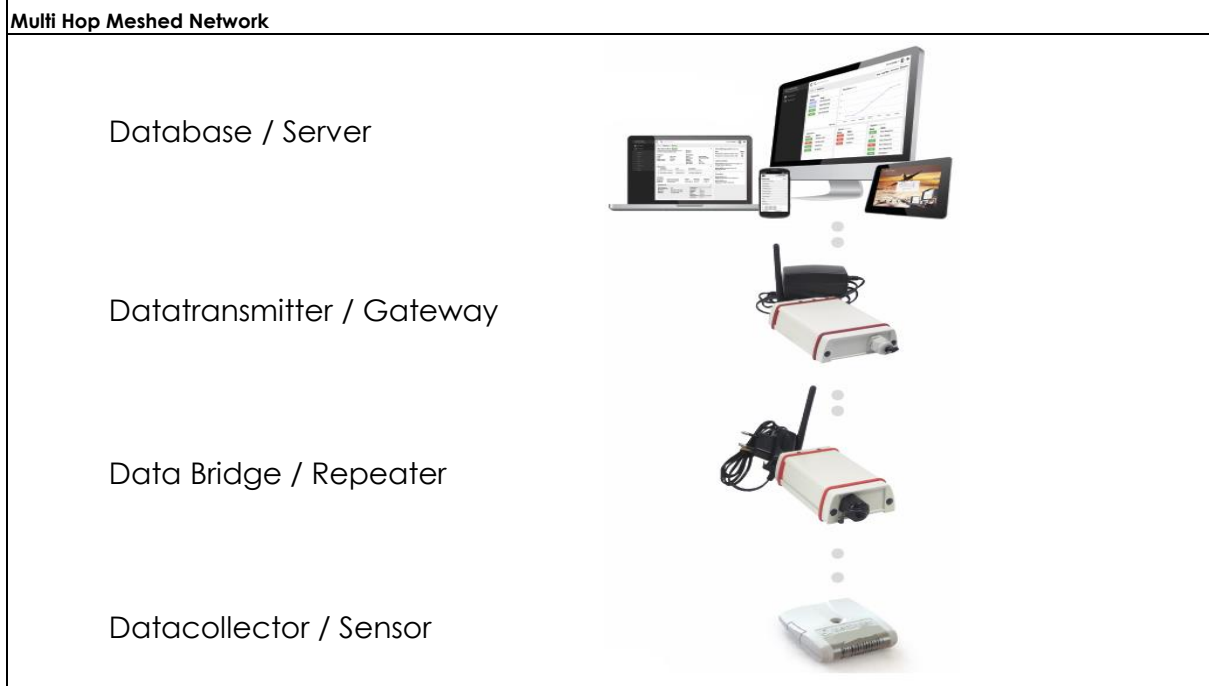 Multi Hop Meshed Network
Database / Server
Datatransmitter / Gateway
Data Bridge / Repeater
Datacollector / Sensor